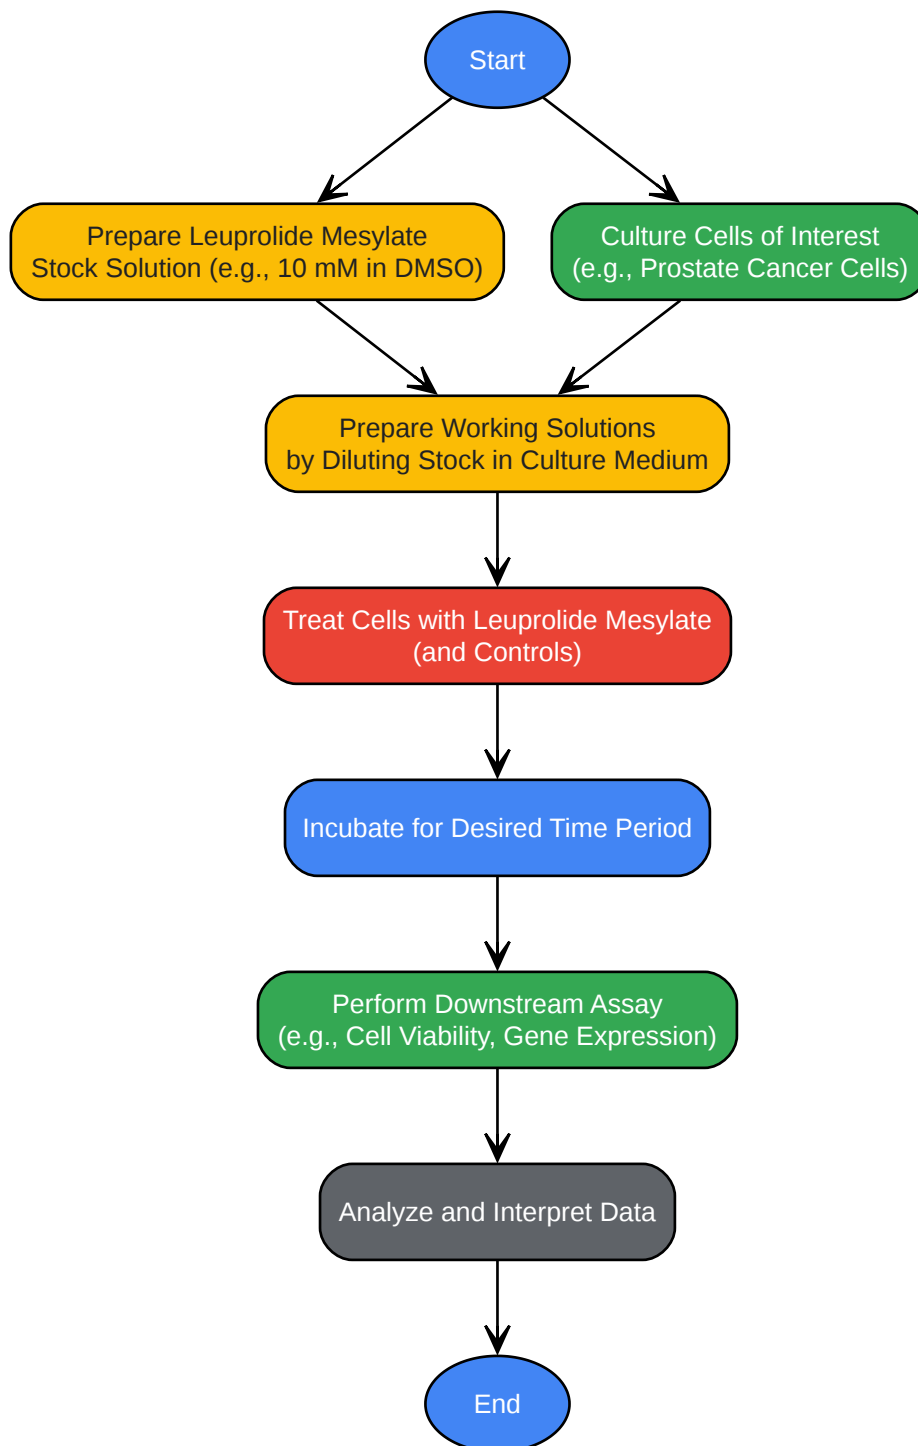 Start
Prepare Leuprolide Mesylate
Stock Solution (e.g., 10 mM in DMSO)
Culture Cells of Interest
(e.g., Prostate Cancer Cells)
Prepare Working Solutions
by Diluting Stock in Culture Medium
Treat Cells with Leuprolide Mesylate
(and Controls)
Incubate for Desired Time Period
Perform Downstream Assay
(e.g., Cell Viability, Gene Expression)
Analyze and Interpret Data
End